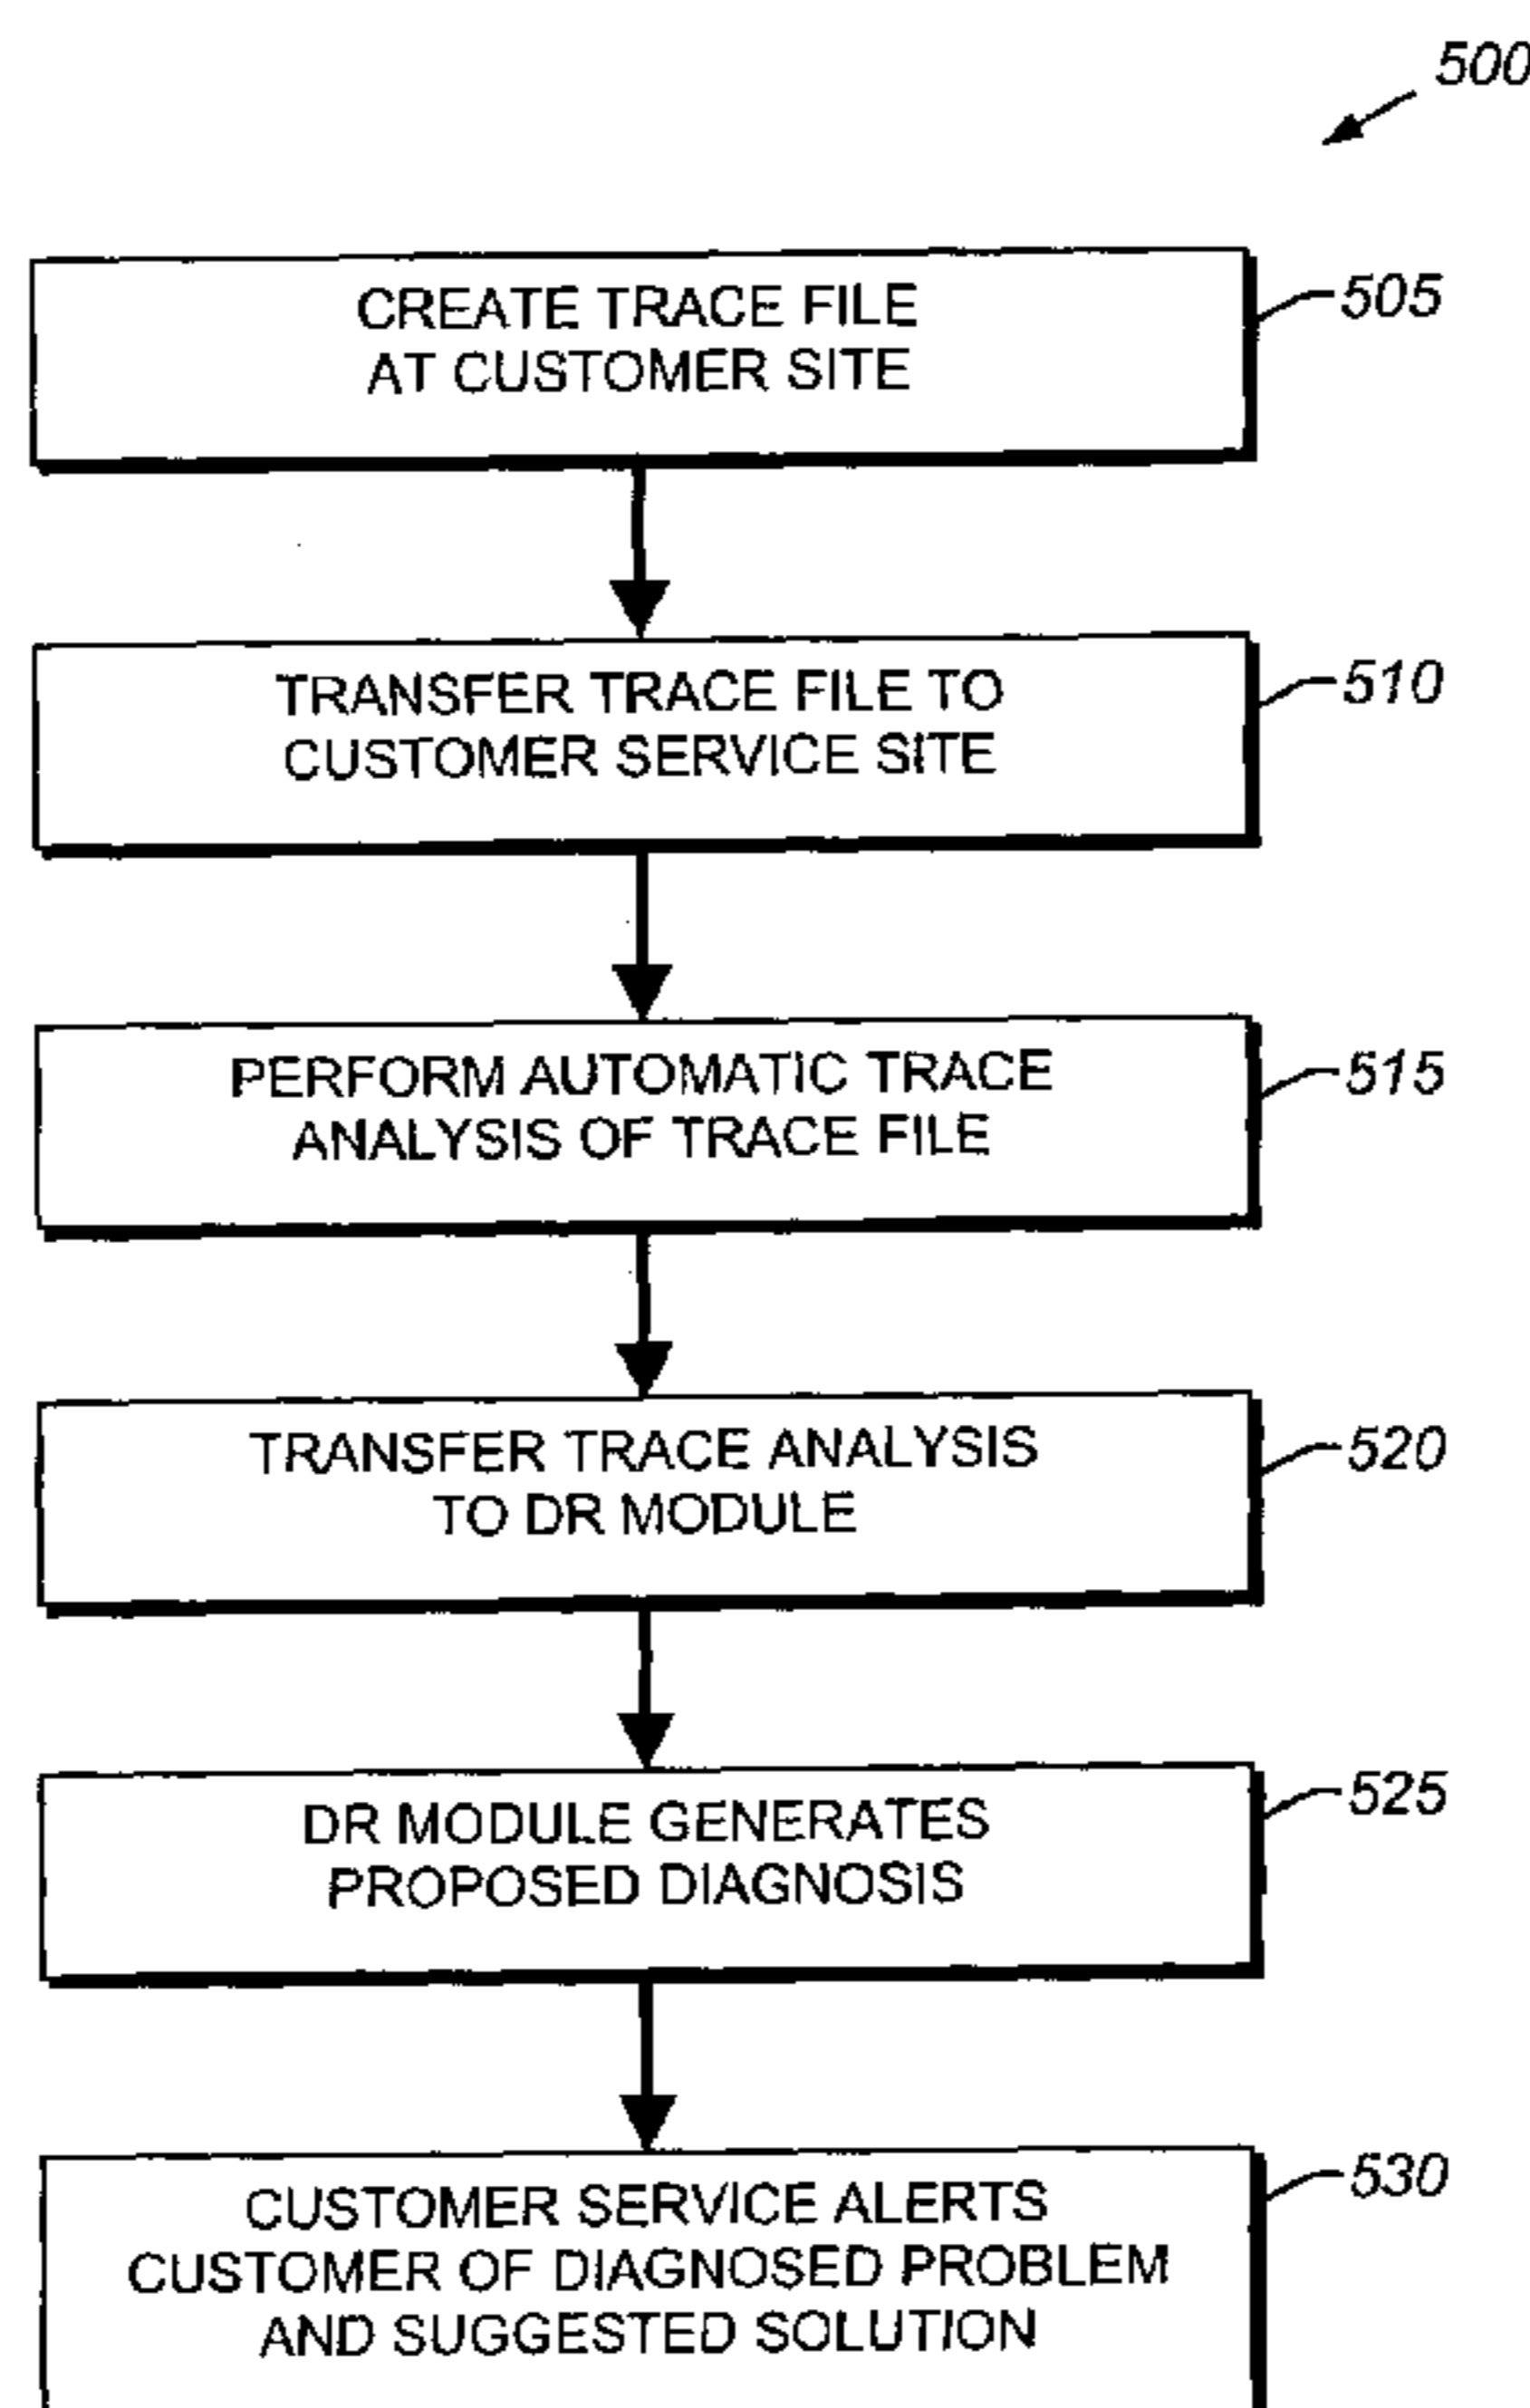 500
CREATE TRACE FILE
AT CUSTOMER SITE
505
TRANSFER TRACE FILE TO
CUSTOMER SERVICE SITE
510
PERFORM AUTOMATIC TRACE
ANALYSIS OF TRACE FILE
515
TRANSFER TRACE ANALYSIS
TO DR MODULE
520
DR MODULE GENERATES
PROPOSED DIAGNOSIS
525
CUSTOMER SERVICE ALERTS
CUSTOMER OF DIAGNOSED PROBLEM
AND SUGGESTED SOLUTION
530